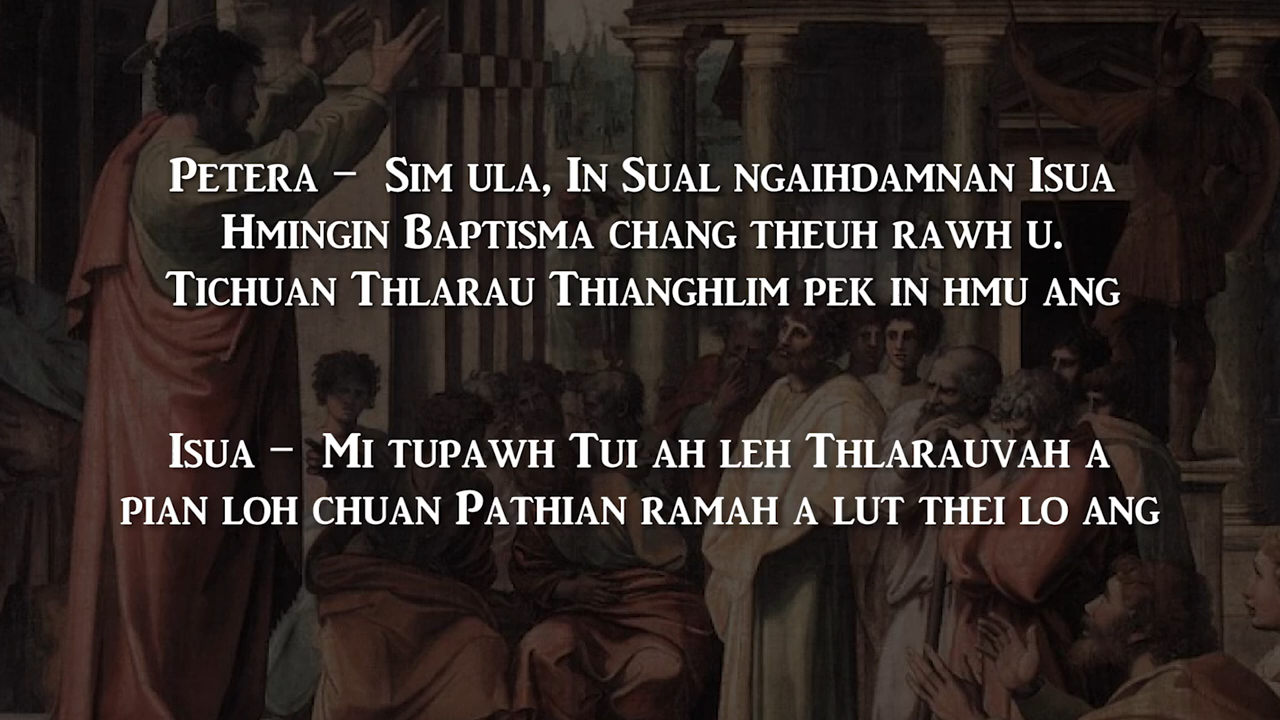 Petera – Sim ula, In Sual ngaihdamnan Isua
Hmingin Baptisma chang theuh rawh u.
Tichuan Thlarau Thianghlim pek in hmu ang
Isua – Mi tupawh Tui ah leh Thlarauvah a
pian loh chuan Pathian ramah a lut thei lo ang